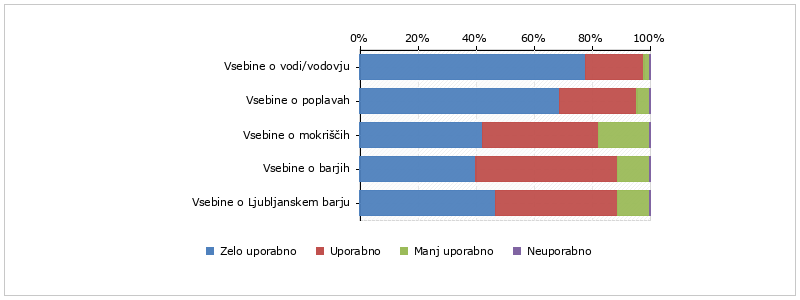 0% 20% 40% 60% 80% 100%
Vsebine o vodi/vodovju
Vsebine o poplavah
Vsebine o mokriščih
Vsebine o barjih
Vsebine o Ljubljanskem barju
Zelo uporabno Uporabno Manj uporabno Neuporabno